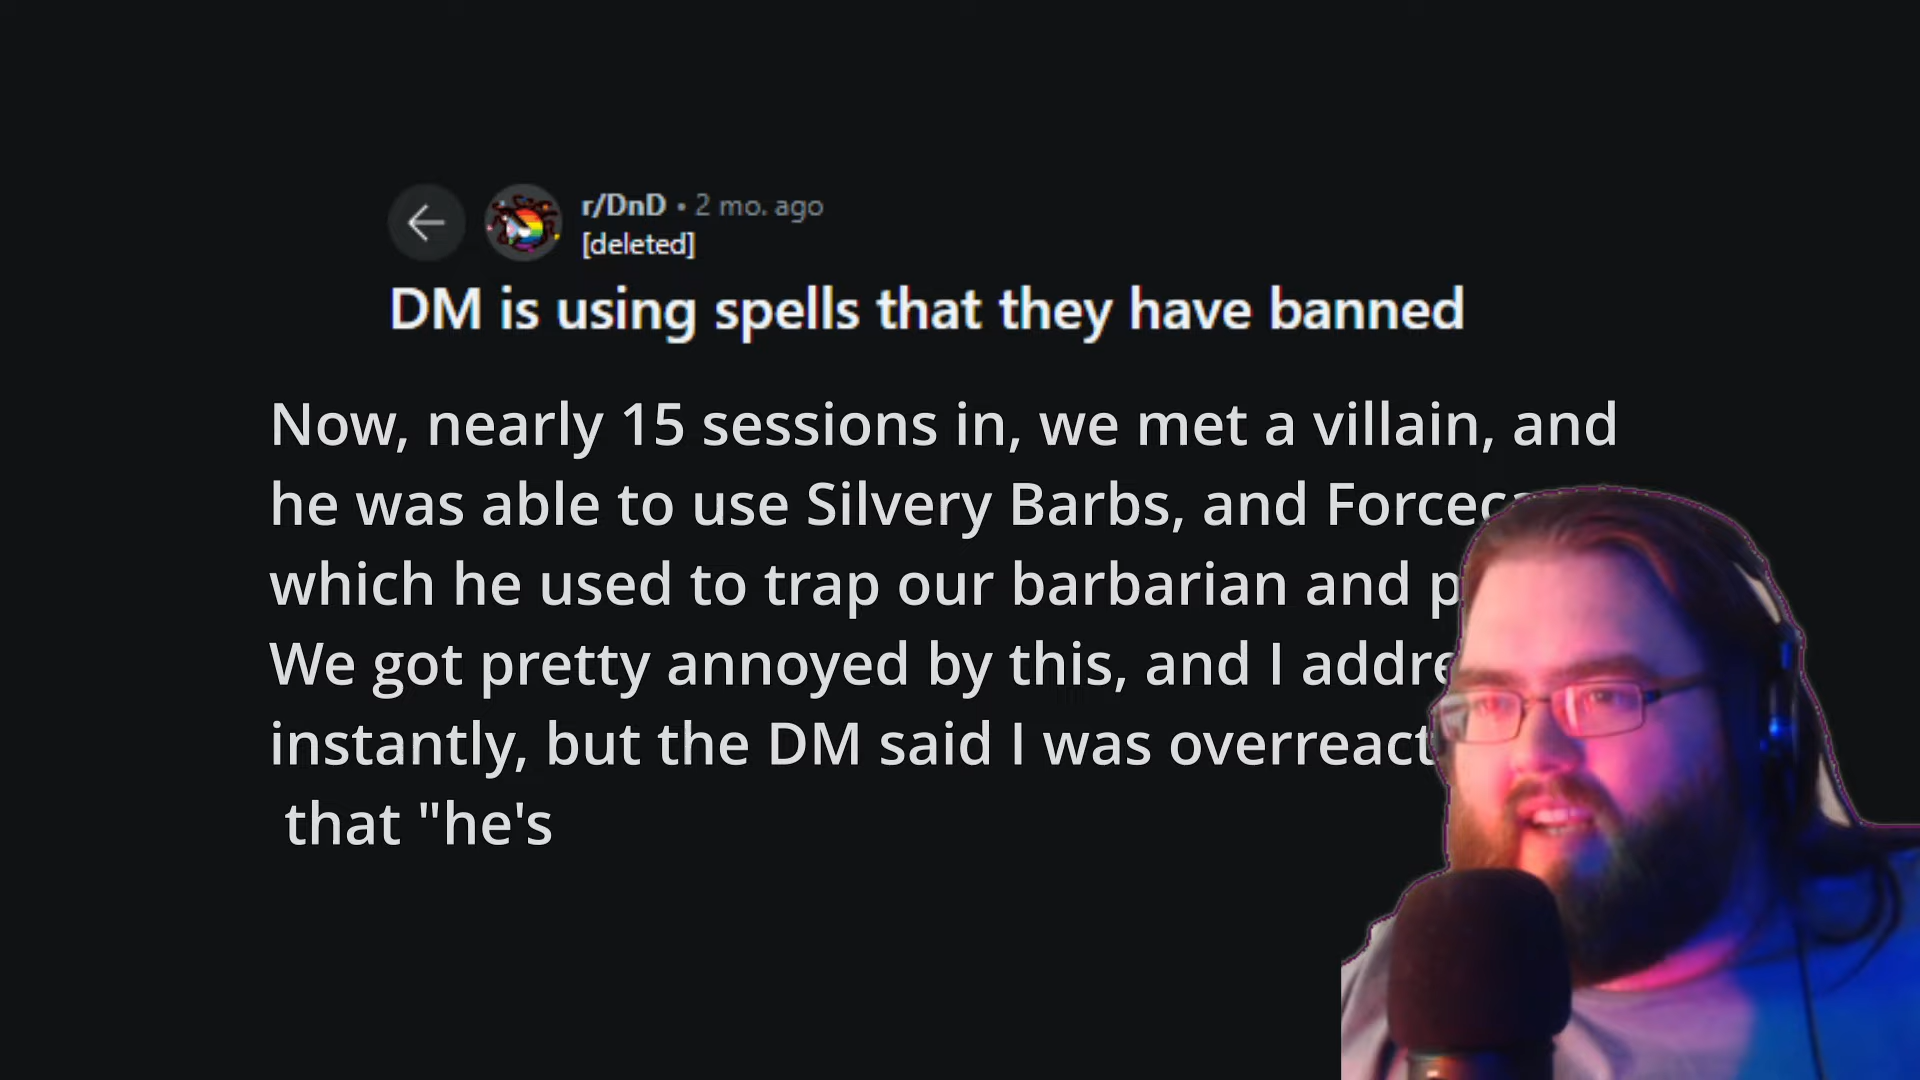 r/DnD • 2 mo. ago
[deleted]
DM is using spells that they have banned
Now, nearly 15 sessions in, we met a villain, and
he was able to use Silvery Barbs, and
which he used to trap our barbarian and
We got pretty annoyed by this, and I
instantly, but the DM said I was
that "he's